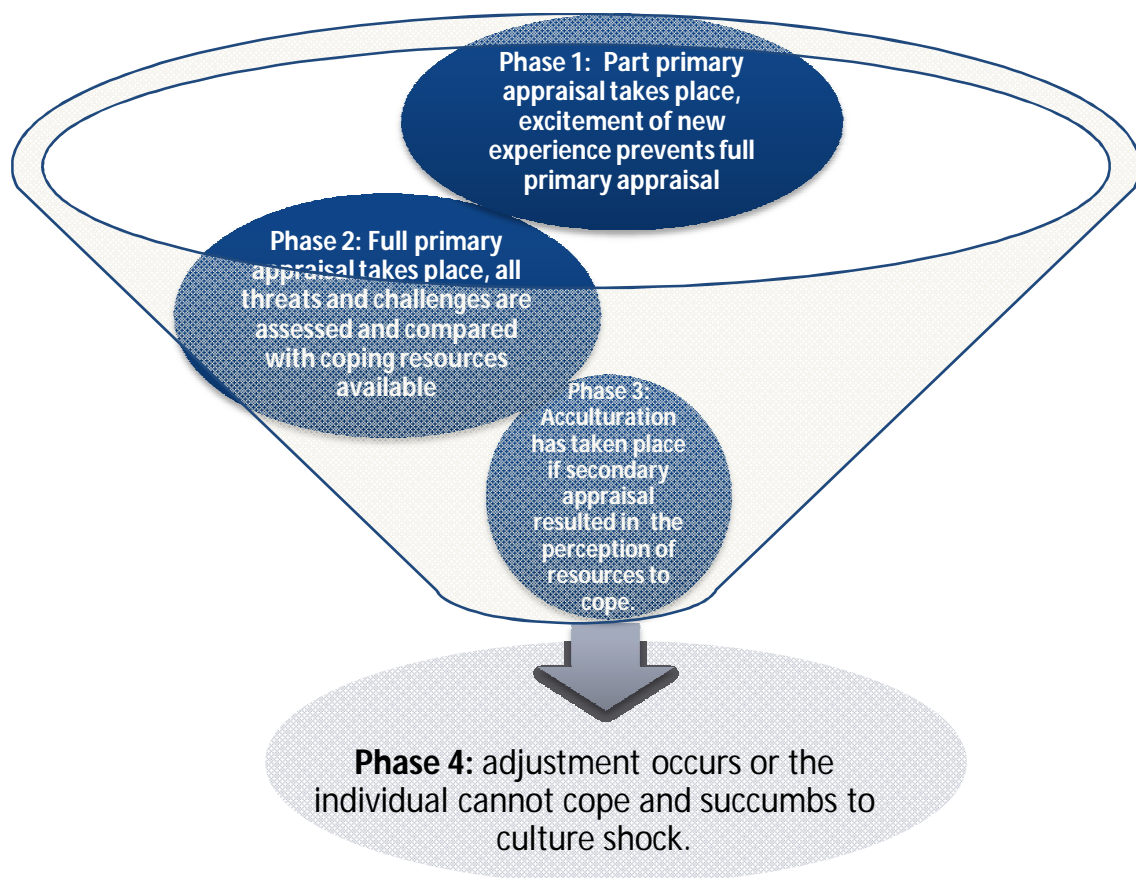 Phase 1:  Part primary
appraisal takes place,
excitement of new
experience prevents full
primary appraisal
Phase 2: Full primary
appraisal takes place, all
threats and challenges are
assessed and compared
with coping resources
available
Phase 3:
Acculturation
has taken place
if secondary
appraisal
resulted in  the
perception of
resources to
cope.
Phase 4: adjustment occurs or the
individual cannot cope and succumbs to
culture shock.